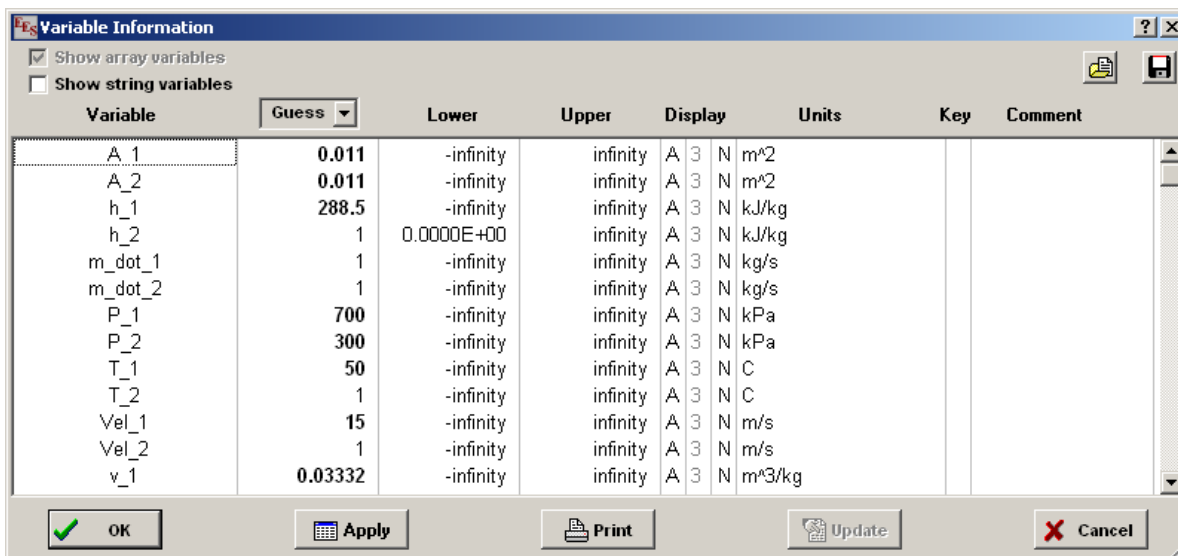 EES Variable Information
Show array variables
Show string variables
Variable Guess Lower Upper Display Units Key Comment
A_1 0.011 -infinity infinity A 3 N m^2
A_2 0.011 -infinity infinity A 3 N m^2
h_1 288.5 -infinity infinity A 3 N kJ/kg
h_2 1 0.0000E+00 infinity A 3 N kJ/kg
m_dot_1 1 -infinity infinity A 3 N kg/s
m_dot_2 1 -infinity infinity A 3 N kg/s
P_1 700 -infinity infinity A 3 N kPa
P_2 300 -infinity infinity A 3 N kPa
T_1 50 -infinity infinity A 3 N C
T_2 1 -infinity infinity A 3 N C
Vel_1 15 -infinity infinity A 3 N m/s
Vel_2 1 -infinity infinity A 3 N m/s
v_1 0.03332 -infinity infinity A 3 N m^3/kg
OK Apply Print Update Cancel